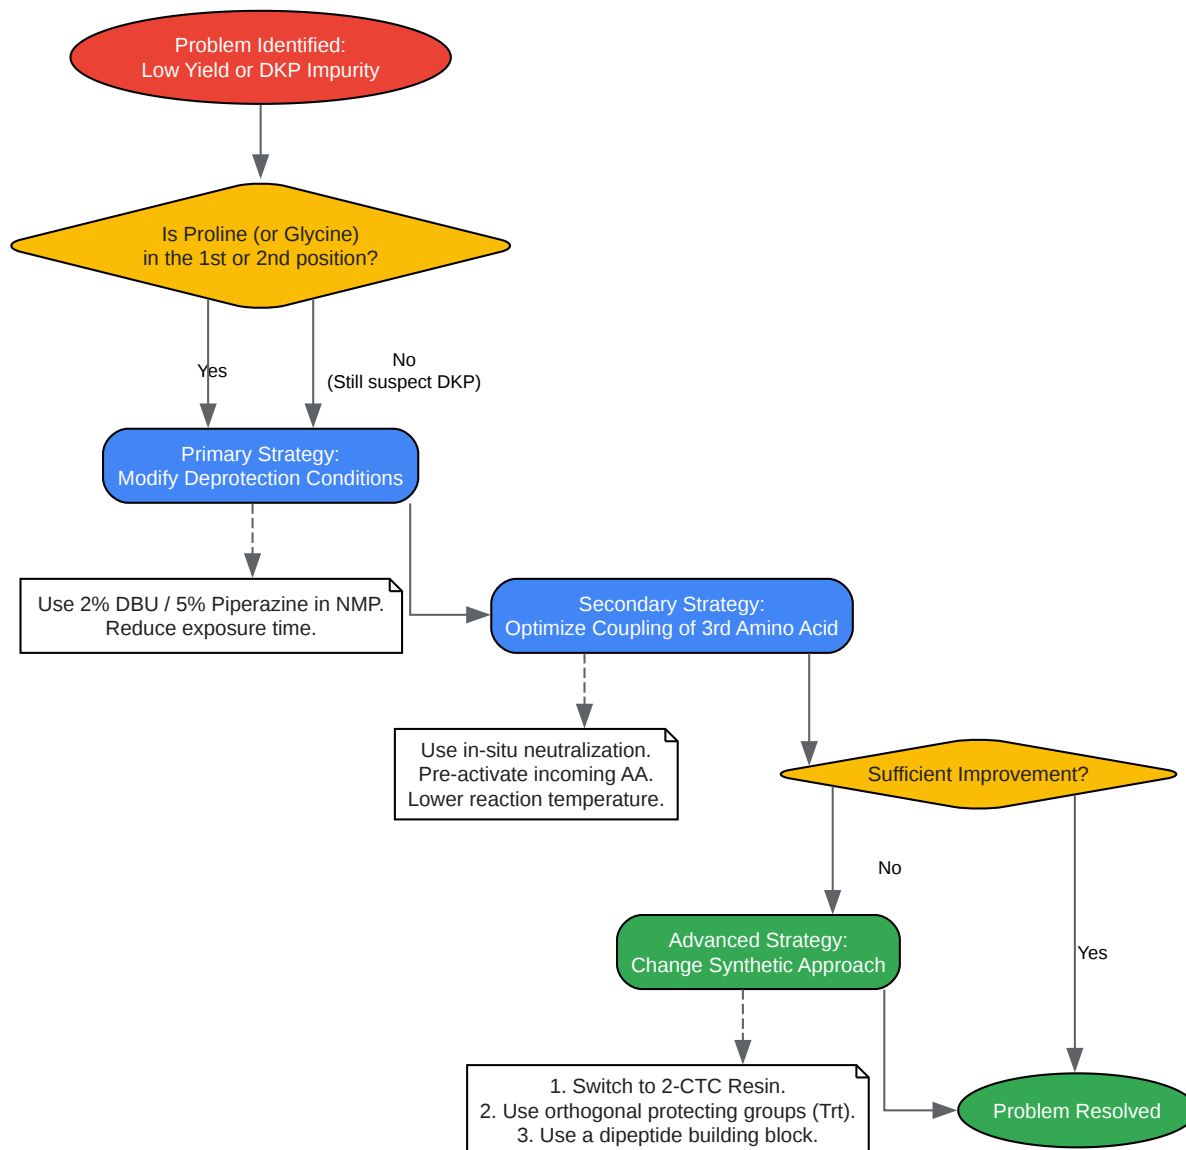 Problem Identified:
Low Yield or DKP Impurity
Is Proline (or Glycine)
in the 1st or 2nd position?
Yes
No
(Still suspect DKP)
Primary Strategy:
Modify Deprotection Conditions
Use 2% DBU / 5% Piperazine in NMP.
Reduce exposure time.
Secondary Strategy:
Optimize Coupling of 3rd Amino Acid
Use in-situ neutralization.
Pre-activate incoming AA.
Lower reaction temperature.
Sufficient Improvement?
No
Yes
Advanced Strategy:
Change Synthetic Approach
1. Switch to 2-CTC Resin.
2. Use orthogonal protecting groups (Trt).
3. Use a dipeptide building block.
Problem Resolved